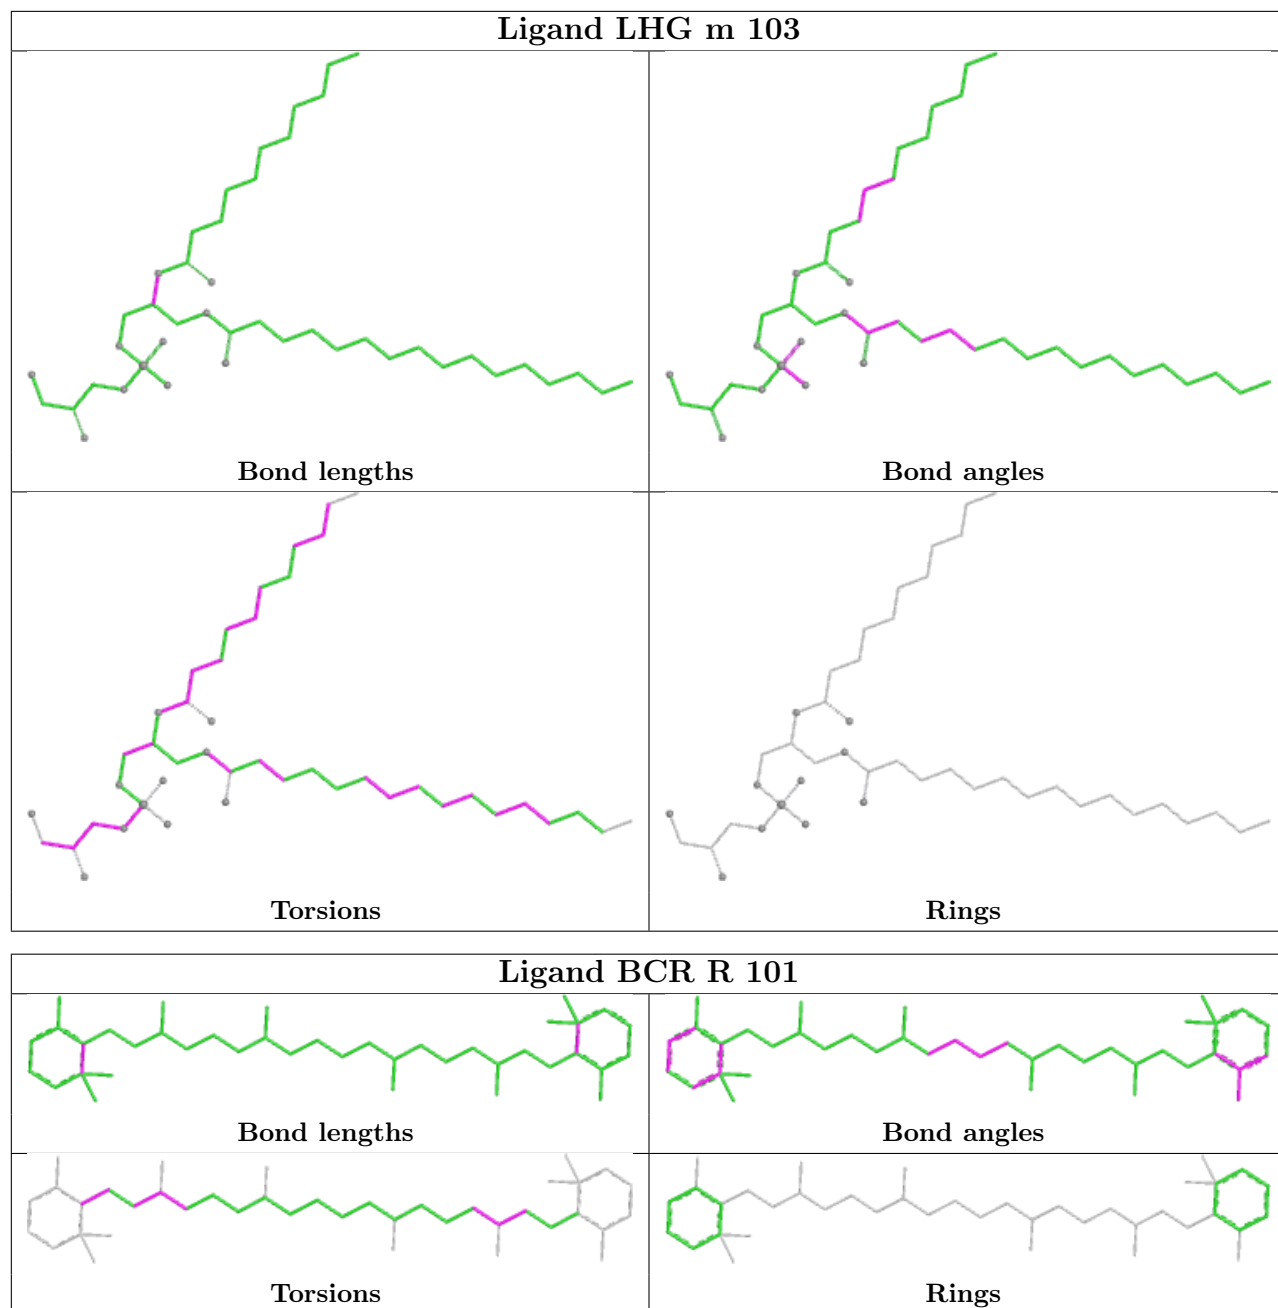 Ligand LHG m 103
Bond lengths
Bond angles
Torsions
Rings
Ligand BCR R 101
Bond lengths
Bond angles
Torsions
Rings